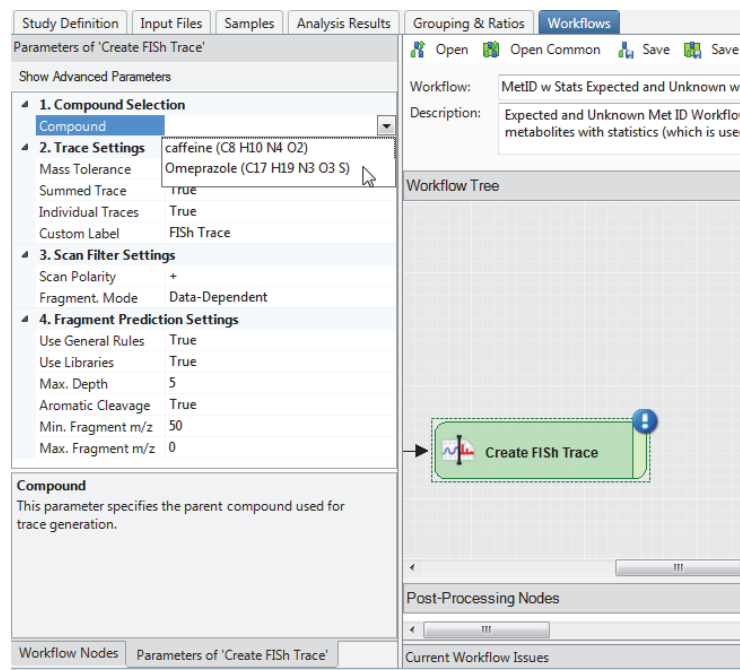 Study Definition Input Files Samples Analysis Results Grouping & Ratios Workflows
Parameters of 'Create FISh Trace'
Show Advanced Parameters
1. Compound Selection
Compound
caffeine (C8 H10 N4 O2)
Omeprazole (C17 H19 N3 O3 S)
2. Trace Settings
Mass Tolerance
Summed Trace True
Individual Traces True
Custom Label FISh Trace
3. Scan Filter Settings
Scan Polarity +
Fragment. Mode Data-Dependent
4. Fragment Prediction Settings
Use General Rules True
Use Libraries True
Max. Depth 5
Aromatic Cleavage True
Min. Fragment m/z 50
Max. Fragment m/z 0
Compound
This parameter specifies the parent compound used for
trace generation.
Workflow Nodes Parameters of 'Create FISh Trace'
Open Open Common Save Save
Workflow: MetID w Stats Expected and Unknown w
Description: Expected and Unknown Met ID Workflow
metabolites with statistics (which is used
Workflow Tree
Create FISh Trace
Post-Processing Nodes
Current Workflow Issues